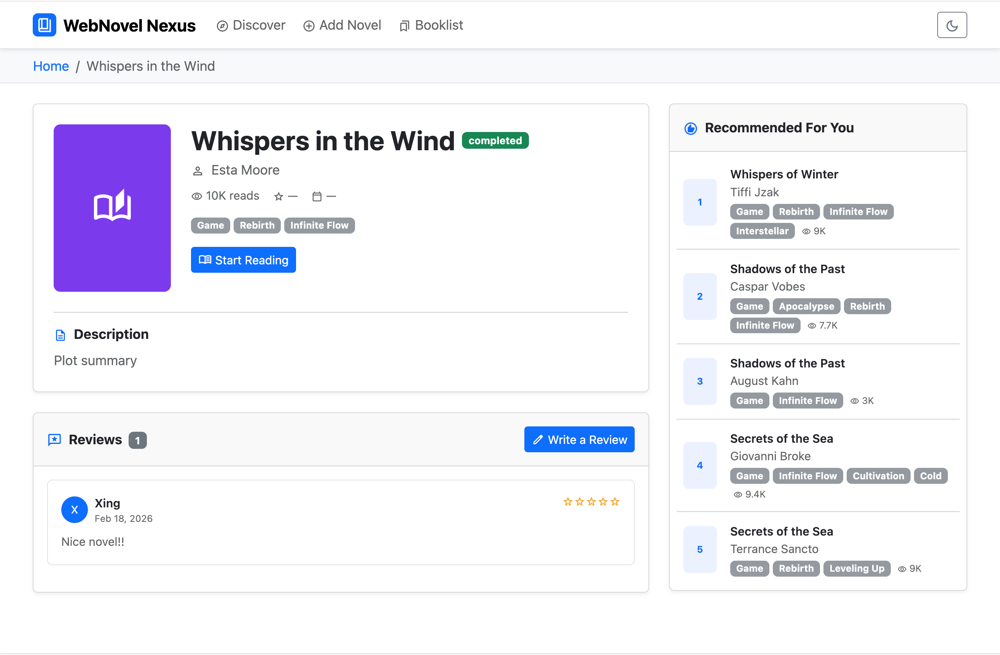 WebNovel Nexus Discover Add Novel Booklist
Home / Whispers in the Wind
Whispers in the Wind completed
Esta Moore
10K reads — —
Game Rebirth Infinite Flow
Start Reading
Description
Plot summary
Reviews 1
Write a Review
X
Xing
Feb 18, 2026
Nice novel!!
Recommended For You
1
Whispers of Winter
Tiffi Jzak
Game Rebirth Infinite Flow
Interstellar 9K
2
Shadows of the Past
Caspar Vobes
Game Apocalypse Rebirth
Infinite Flow 7.7K
3
Shadows of the Past
August Kahn
Game Infinite Flow 3K
4
Secrets of the Sea
Giovanni Broke
Game Infinite Flow Cultivation Cold
9.4K
5
Secrets of the Sea
Terrance Sancto
Game Rebirth Leveling Up 9K